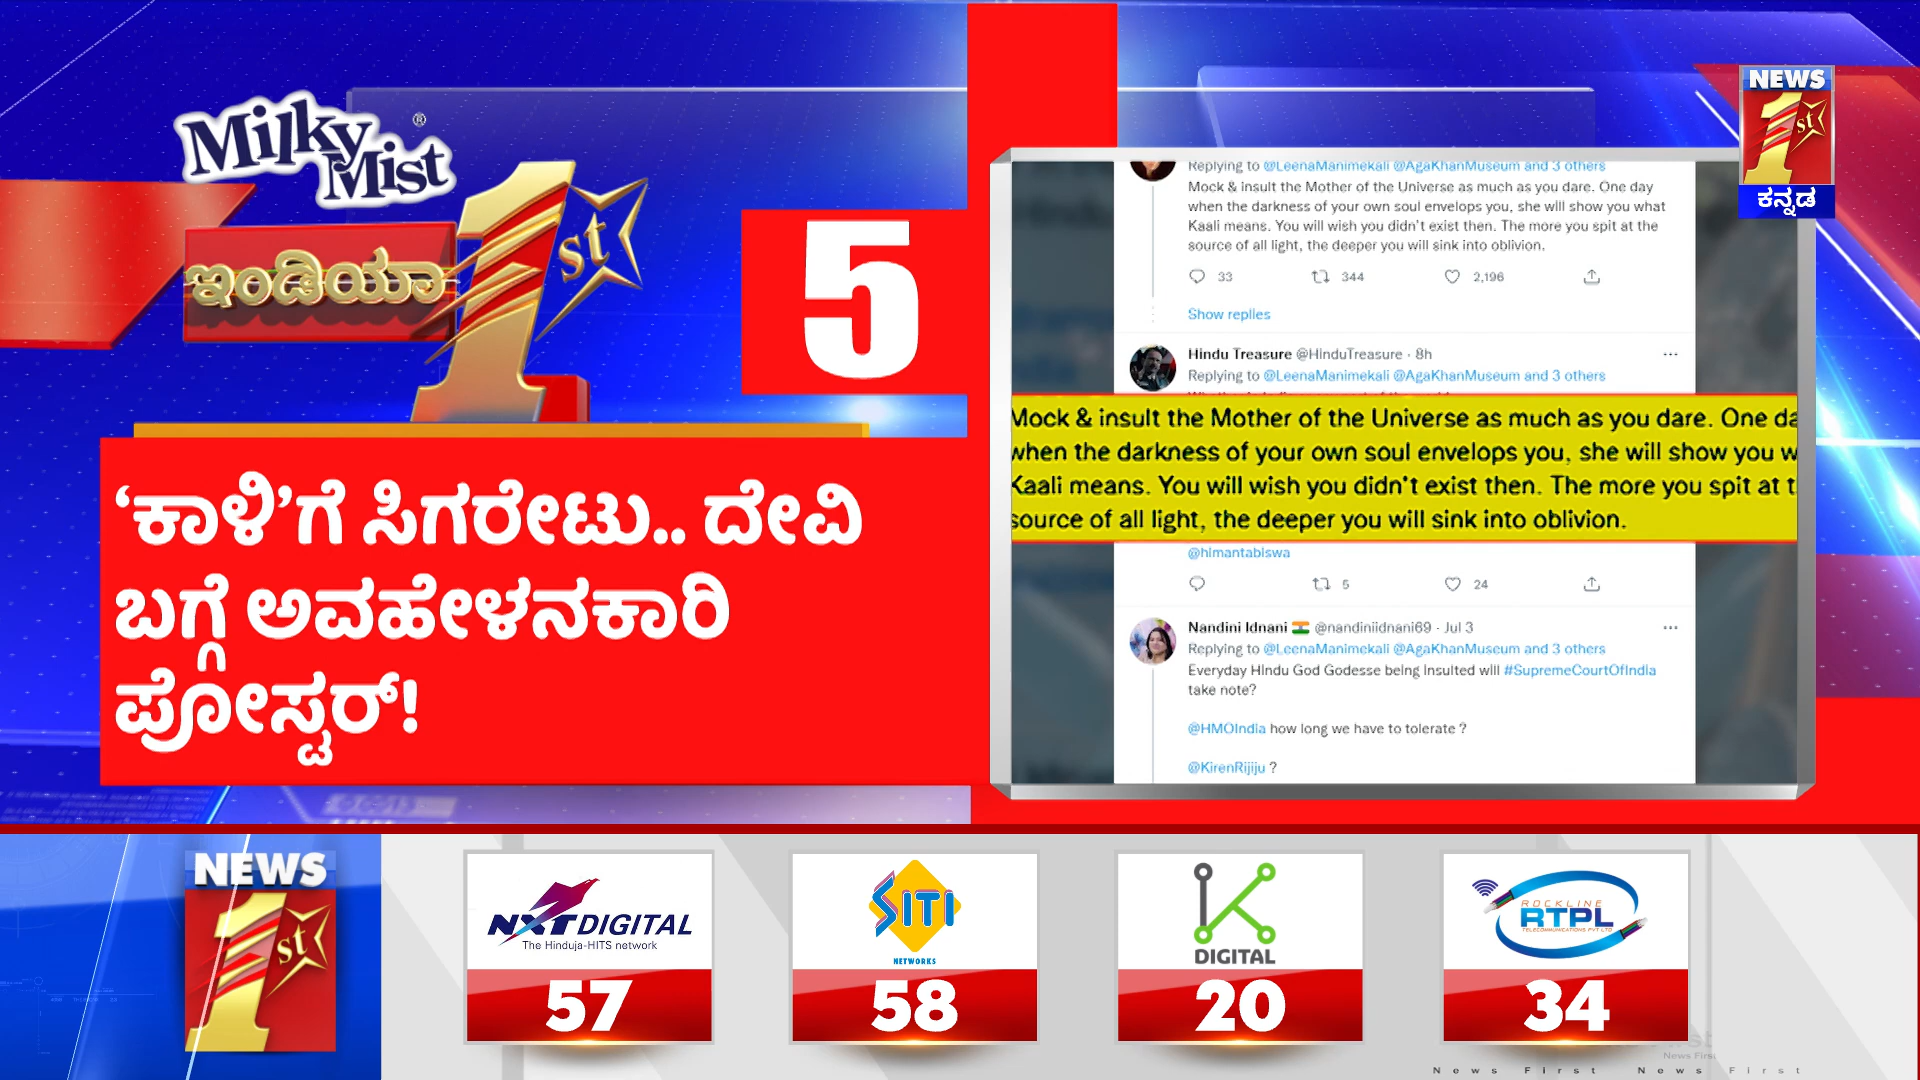 Milky Mist ®
ಇಂಡಿಯಾ 1st
5
‘ಕಾಳಿ’ಗೆ ಸಿಗರೇಟು.. ದೇವಿ
ಬಗ್ಗೆ ಅವಹೇಳನಕಾರಿ
ಪೋಸ್ಟರ್!
NEWS
1st
ಕನ್ನಡ
Replying to @LeenaManimekali @AgaKhanMuseum and 3 others
Mock & insult the Mother of the Universe as much as you dare. One day
when the darkness of your own soul envelops you, she will show you what
Kaali means. You will wish you didn't exist then. The more you spit at the
source of all light, the deeper you will sink into oblivion.
33 344 2,196
Show replies
Hindu Treasure @HinduTreasure · 8h
Replying to @LeenaManimekali @AgaKhanMuseum and 3 others
Mock & insult the Mother of the Universe as much as you dare. One da
when the darkness of your own soul envelops you, she will show you w
Kaali means. You will wish you didn't exist then. The more you spit at t
source of all light, the deeper you will sink into oblivion.
@himantabiswa
5 24
Nandini Idnani @nandiniidnani69 · Jul 3
Replying to @LeenaManimekali @AgaKhanMuseum and 3 others
Everyday Hindu God Godesse being insulted will #SupremeCourtOfIndia
take note?
@HMOIndia how long we have to tolerate ?
@KirenRijiju ?
NEWS
1st
NXTDIGITAL
The Hinduja-HITS network
57
SITI
NETWORKS
58
DIGITAL
20
ROCKLINE
RTPL
TELECOMMUNICATIONS PVT LTD
34
News First
News First News First